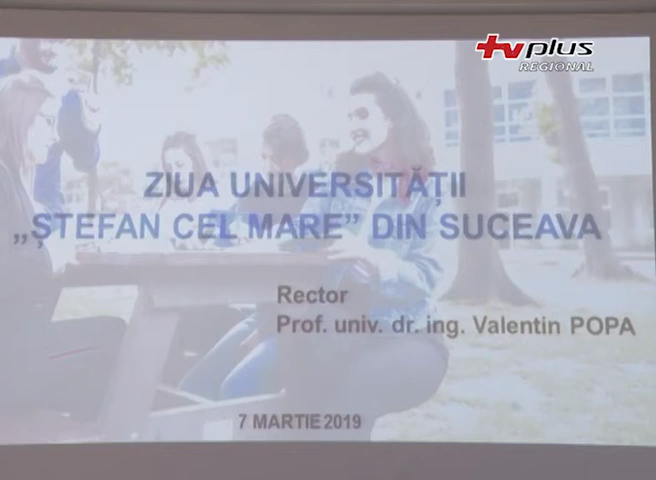 tv plus
REGIONAL
ZIUA UNIVERSITĂȚII
„ȘTEFAN CEL MARE” DIN SUCEAVA
Rector
Prof. univ. dr. ing. Valentin POPA
7 MARTIE 2019